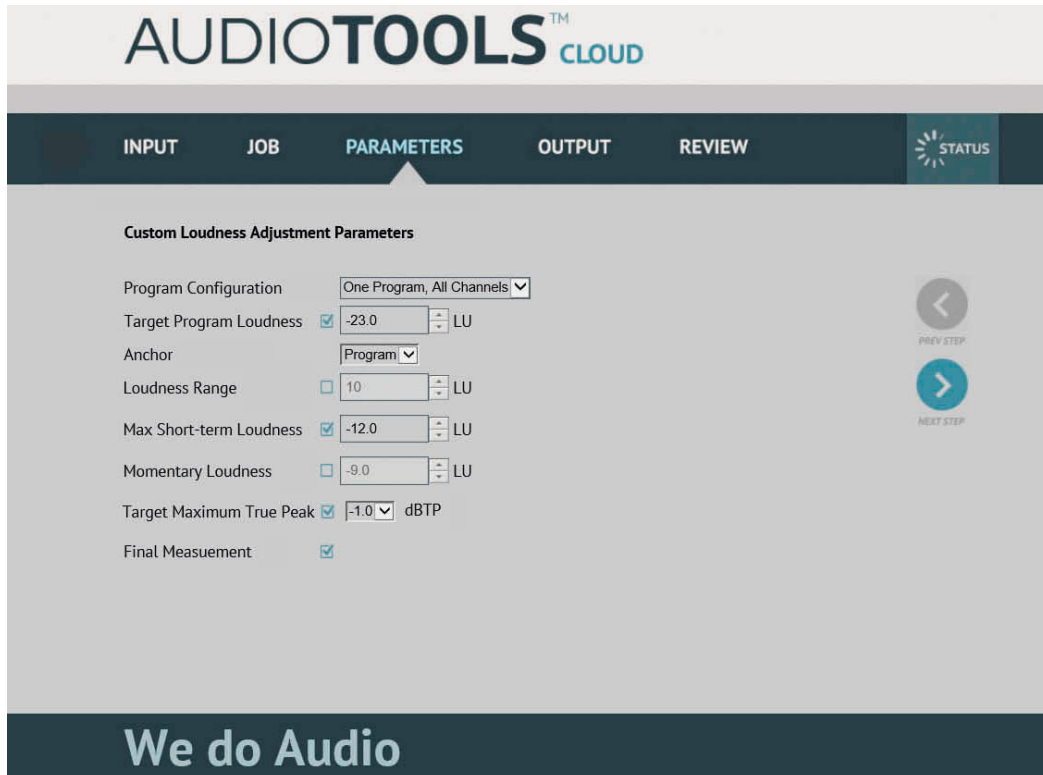 AUDIOTOOLS™ CLOUD
INPUT JOB PARAMETERS OUTPUT REVIEW STATUS
Custom Loudness Adjustment Parameters
Program Configuration One Program, All Channels
Target Program Loudness -23.0 LU
PREV STEP
Anchor Program
Loudness Range 10 LU
Max Short-term Loudness -12.0 LU
NEXT STEP
Momentary Loudness -9.0 LU
Target Maximum True Peak -1.0 dBTP
Final Measuement
We do Audio